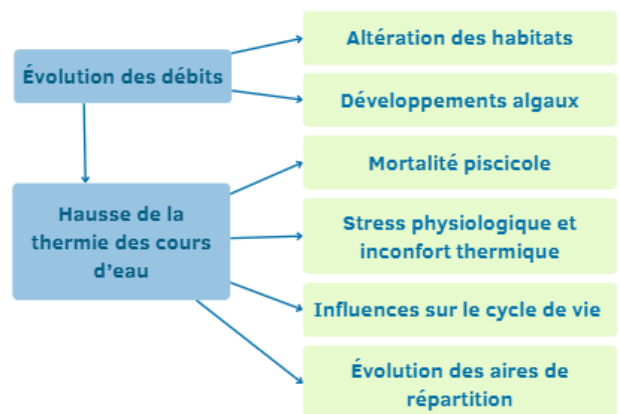 Évolution des débits
Hausse de la
thermie des cours
d'eau
Altération des habitats
Développements algaux
Mortalité piscicole
Stress physiologique et
inconfort thermique
Influences sur le cycle de vie
Évolution des aires de
répartition